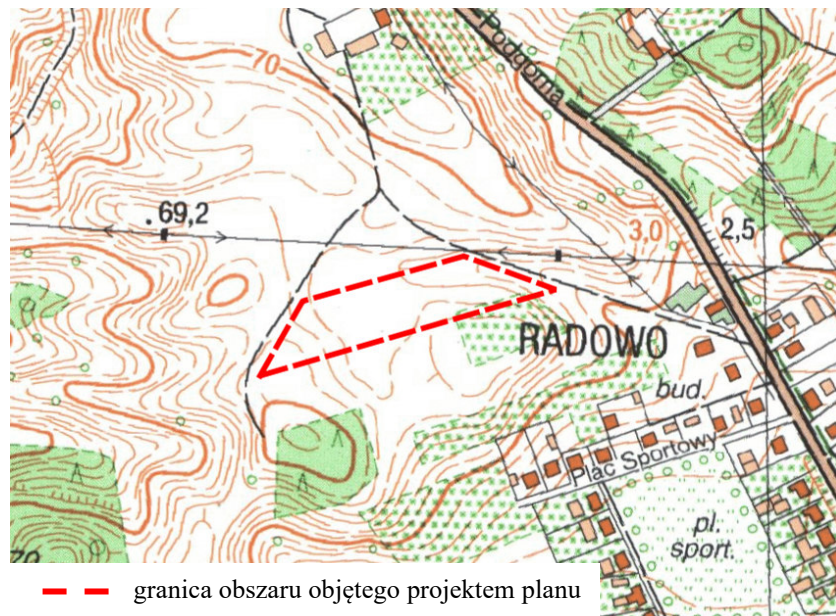 Podgórna
70
.69,2
3,0
2,5
RADOWO
bud.
Plac Sportowy
pl.
sport.
granica obszaru objętego projektem planu